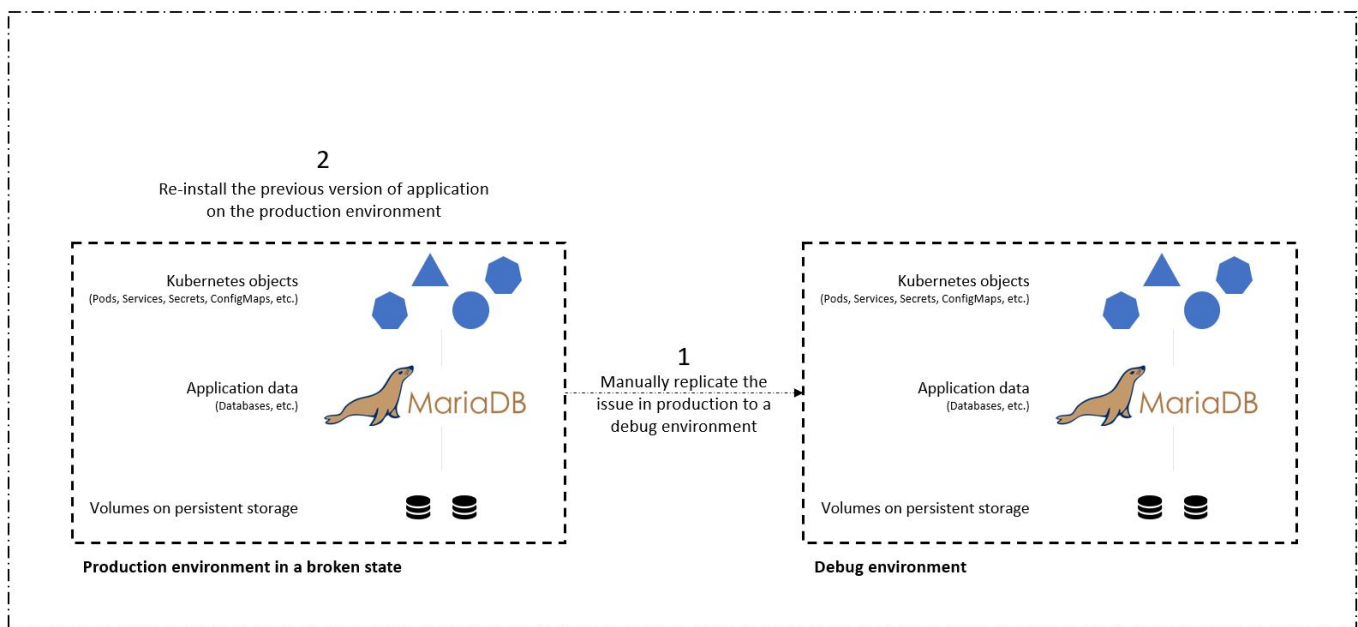 2
Re-install the previous version of application
on the production environment
Kubernetes objects
(Pods, Services, Secrets, ConfigMaps, etc.)
Application data
(Databases, etc.)
MariaDB
Volumes on persistent storage
Production environment in a broken state
1
Manually replicate the
issue in production to a
debug environment
Kubernetes objects
(Pods, Services, Secrets, ConfigMaps, etc.)
Application data
(Databases, etc.)
MariaDB
Volumes on persistent storage
Debug environment